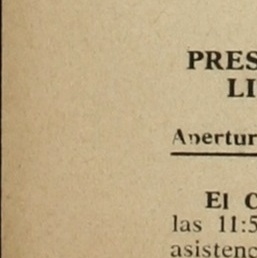 PRES
LI
Apertur
El C
las 11:5
asistenc